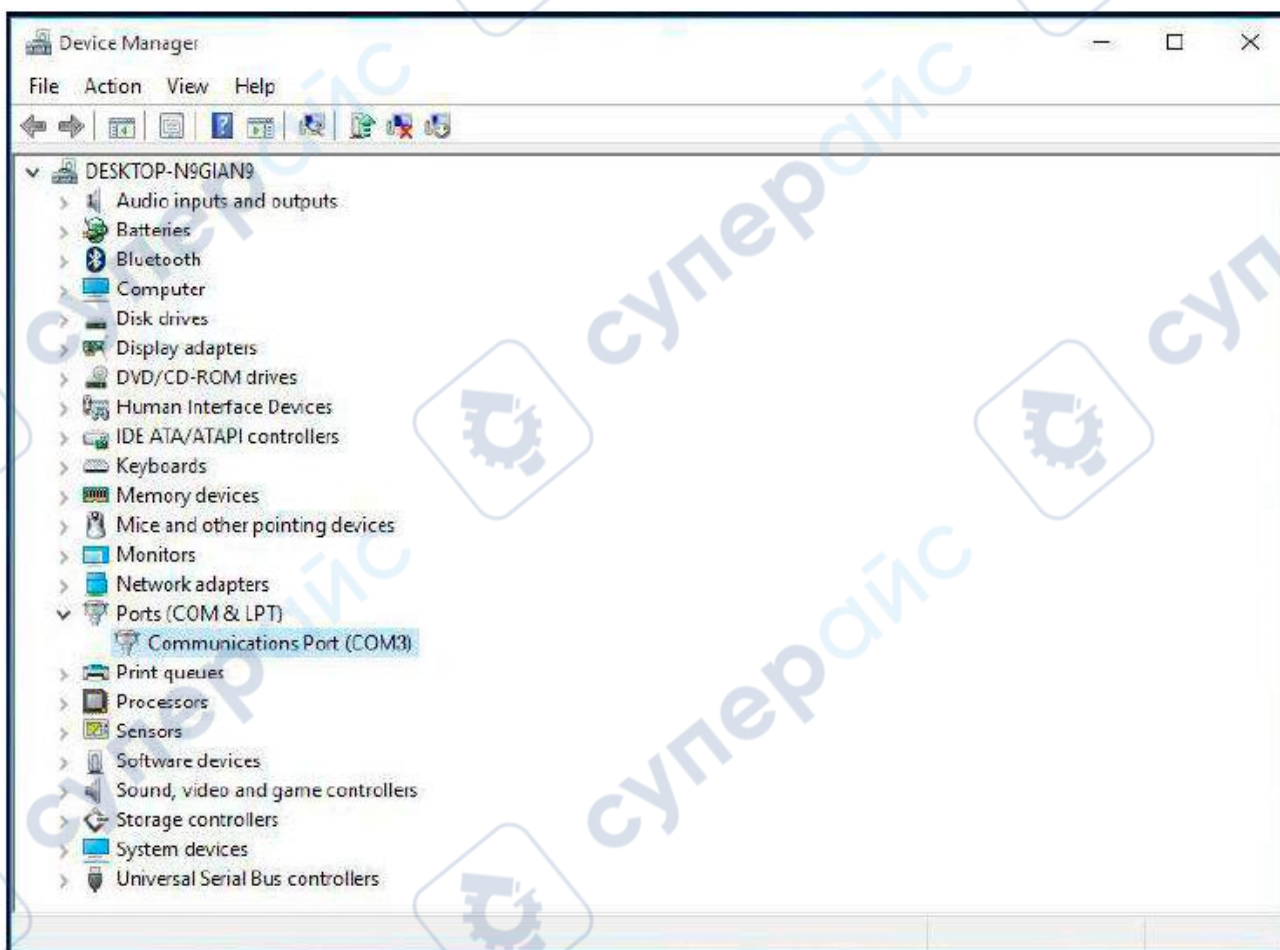 Device Manager
File Action View Help
DESKTOP-N9GIAN9
Audio inputs and outputs
Batteries
Bluetooth
Computer
Disk drives
Display adapters
DVD/CD-ROM drives
Human Interface Devices
IDE ATA/ATAPI controllers
Keyboards
Memory devices
Mice and other pointing devices
Monitors
Network adapters
Ports (COM & LPT)
Communications Port (COM3)
Print queues
Processors
Sensors
Software devices
Sound, video and game controllers
Storage controllers
System devices
Universal Serial Bus controllers
суперайс
суперайс
суперайс
суперайс
суп